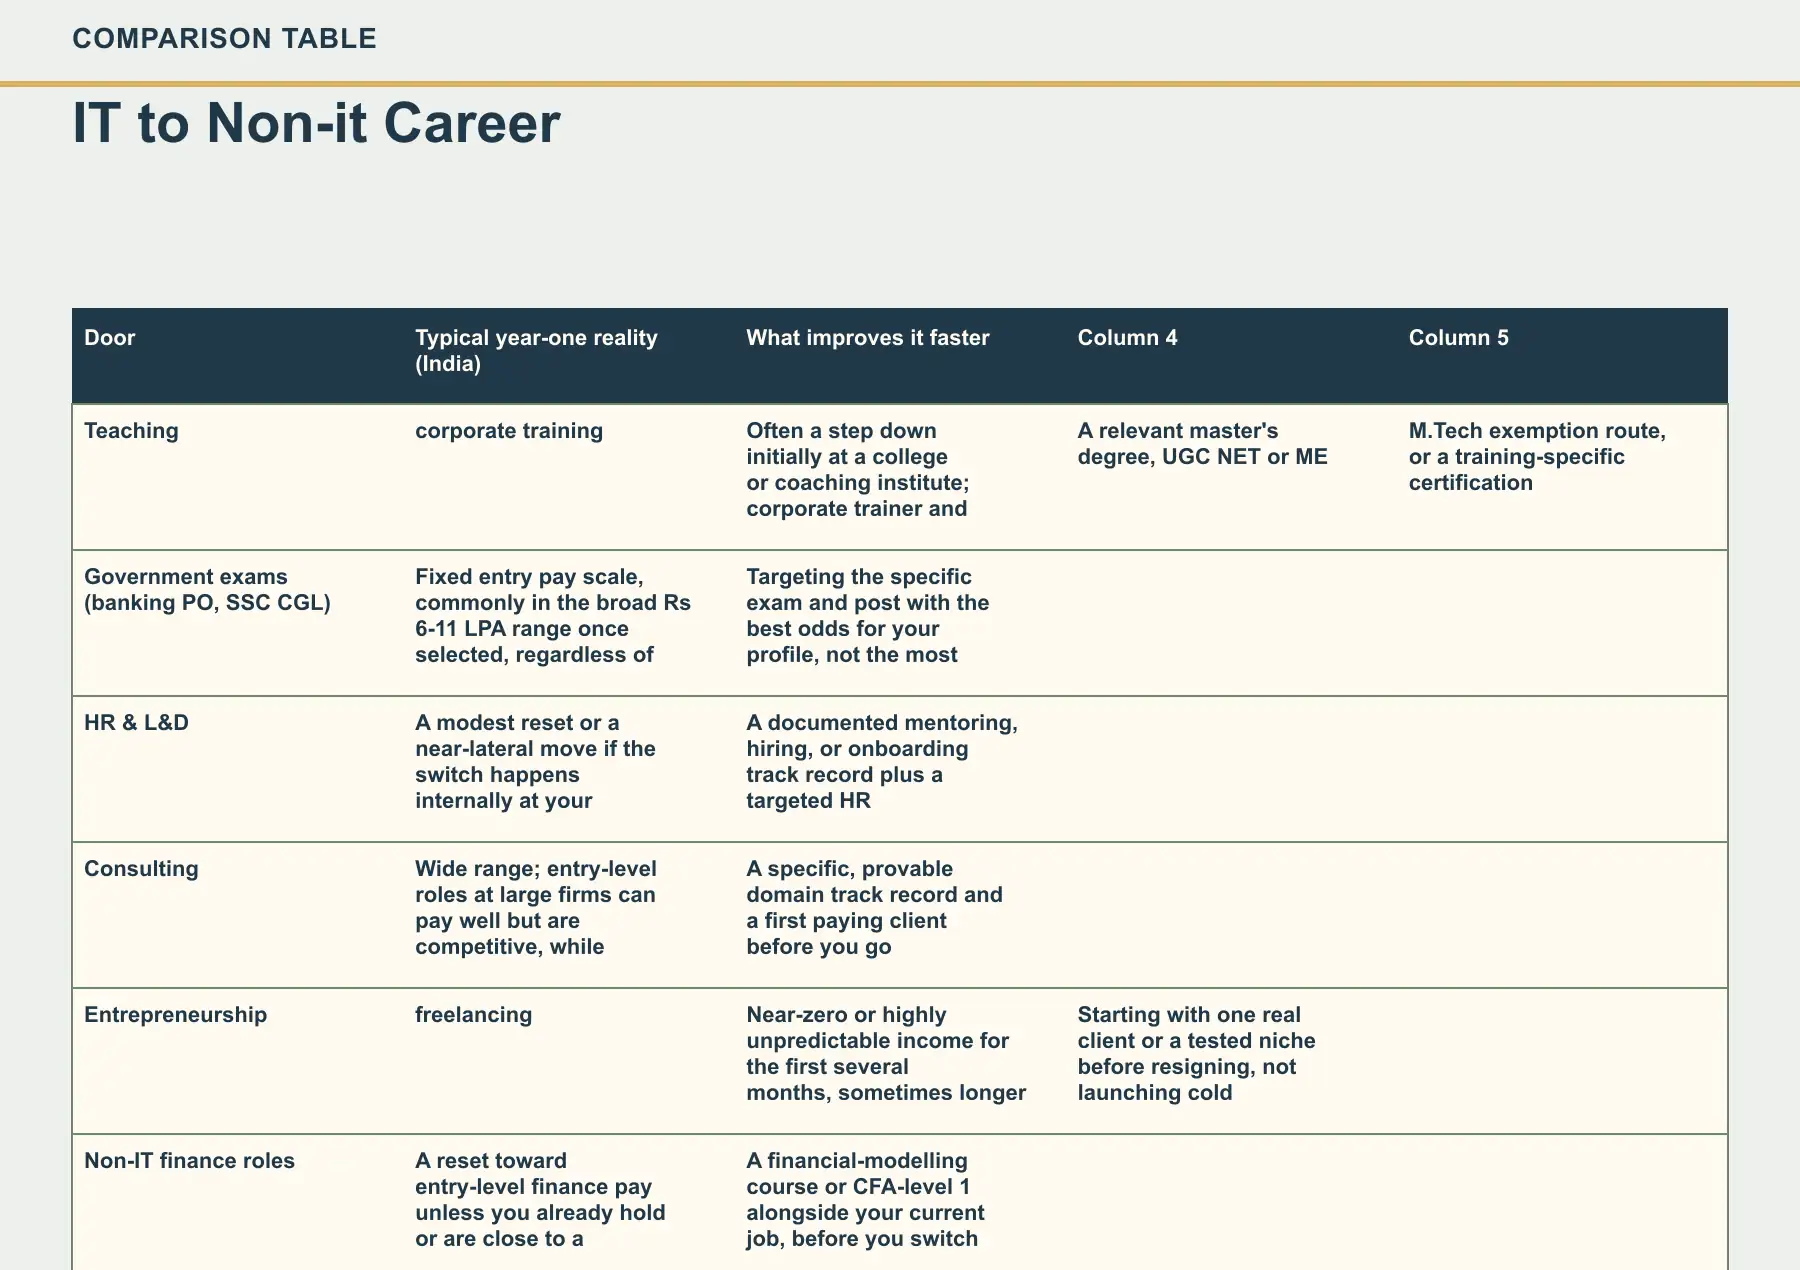 COMPARISON TABLE
IT to Non-it Career
Door
Typical year-one reality
(India)
What improves it faster
Column 4
Column 5
Teaching
corporate training
Often a step down
initially at a college
or coaching institute;
corporate trainer and
A relevant master's
degree, UGC NET or ME
M.Tech exemption route,
or a training-specific
certification
Government exams
(banking PO, SSC CGL)
Fixed entry pay scale,
commonly in the broad Rs
6-11 LPA range once
selected, regardless of
Targeting the specific
exam and post with the
best odds for your
profile, not the most
HR & L&D
A modest reset or a
near-lateral move if the
switch happens
internally at your
A documented mentoring,
hiring, or onboarding
track record plus a
targeted HR
Consulting
Wide range; entry-level
roles at large firms can
pay well but are
competitive, while
A specific, provable
domain track record and
a first paying client
before you go
Entrepreneurship
freelancing
Near-zero or highly
unpredictable income for
the first several
months, sometimes longer
Starting with one real
client or a tested niche
before resigning, not
launching cold
Non-IT finance roles
A reset toward
entry-level finance pay
unless you already hold
or are close to a
A financial-modelling
course or CFA-level 1
alongside your current
job, before you switch